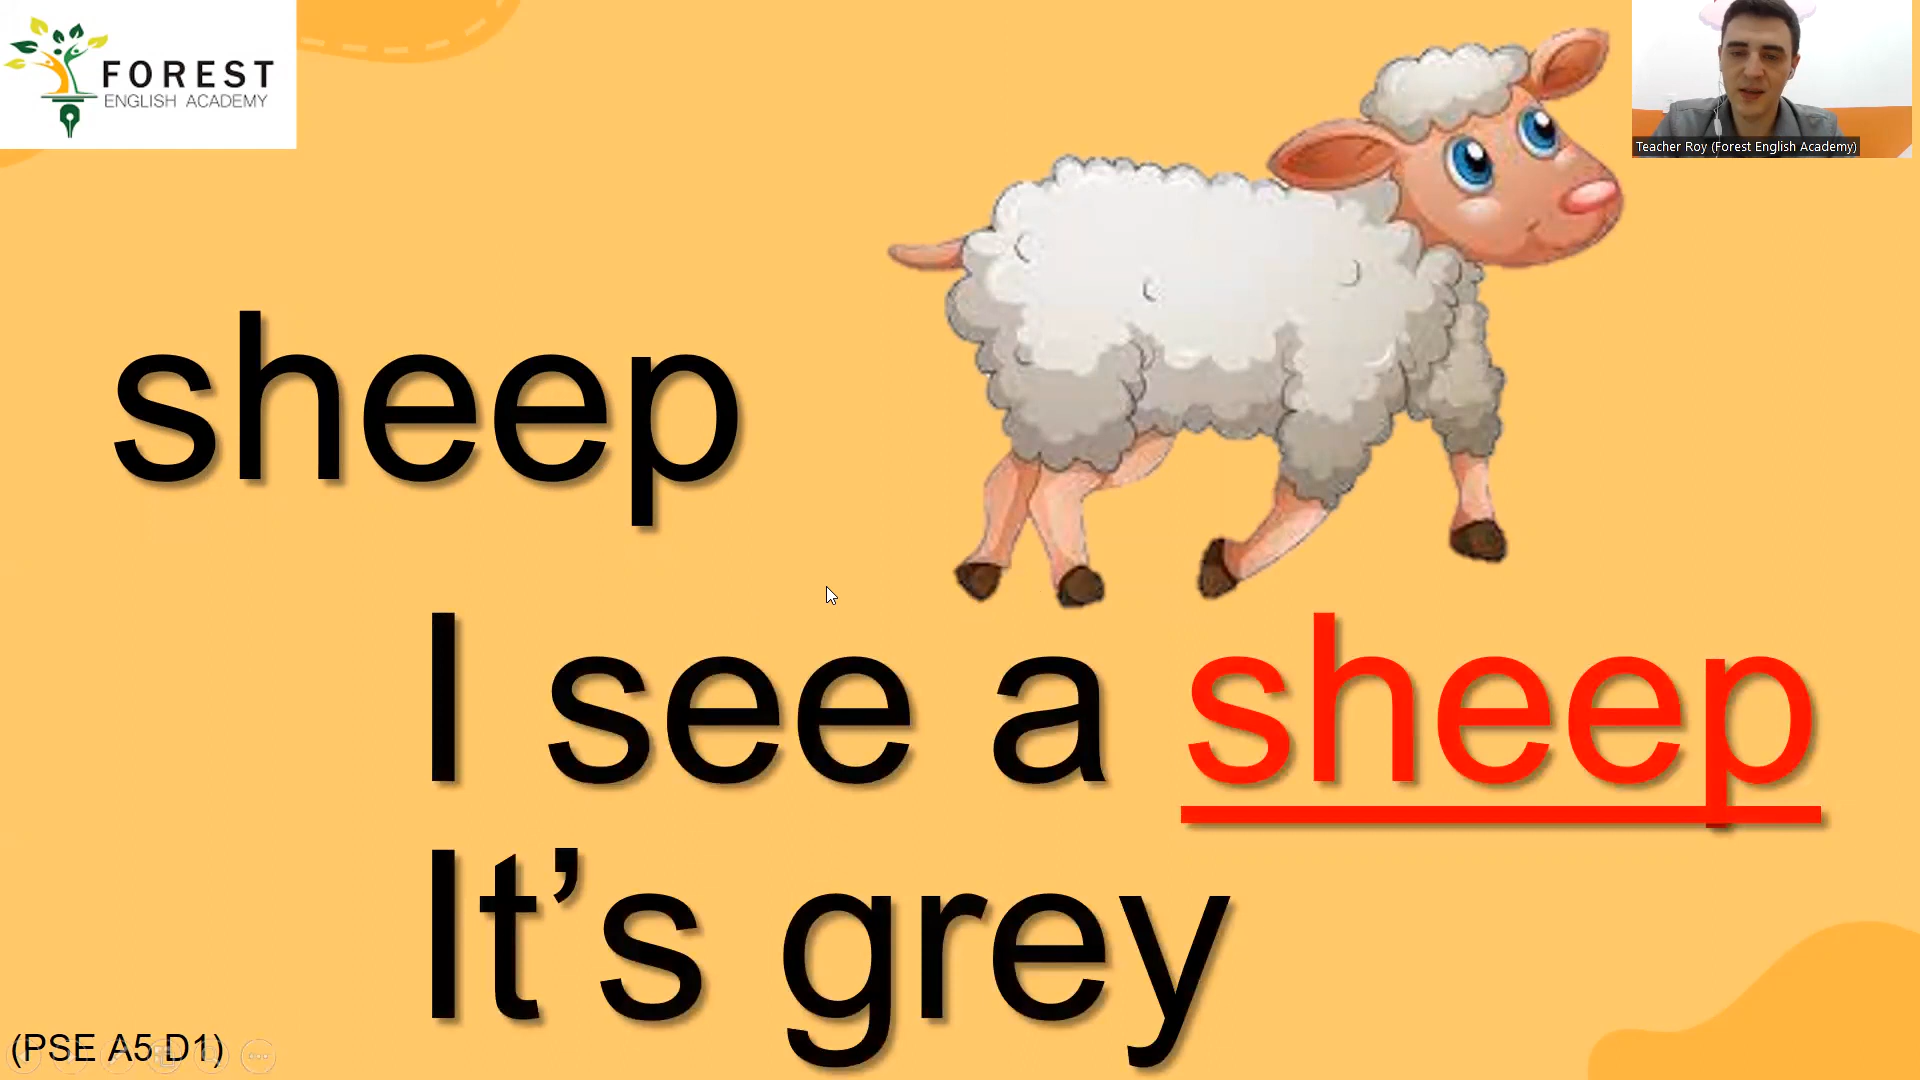 FOREST
ENGLISH ACADEMY
Teacher Roy (Forest English Academy)
sheep
I see a sheep
It’s grey
(PSE A5 D1)